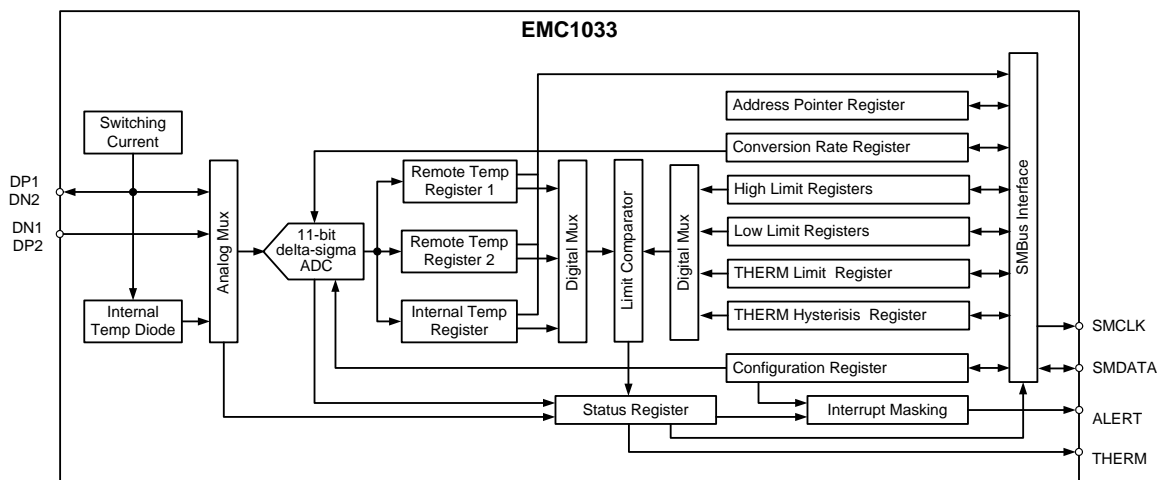 EMC1033
Switching
Current
DP1
DN2
DN1
DP2
Internal
Temp Diode
Analog Mux
11-bit
delta-sigma
ADC
Remote Temp
Register 1
Remote Temp
Register 2
Internal Temp
Register
Digital Mux
Limit Comparator
Digital Mux
Address Pointer Register
Conversion Rate Register
High Limit Registers
Low Limit Registers
THERM Limit Register
THERM Hysterisis Register
Configuration Register
Status Register
Interrupt Masking
SMBus Interface
SMCLK
SMDATA
ALERT
THERM